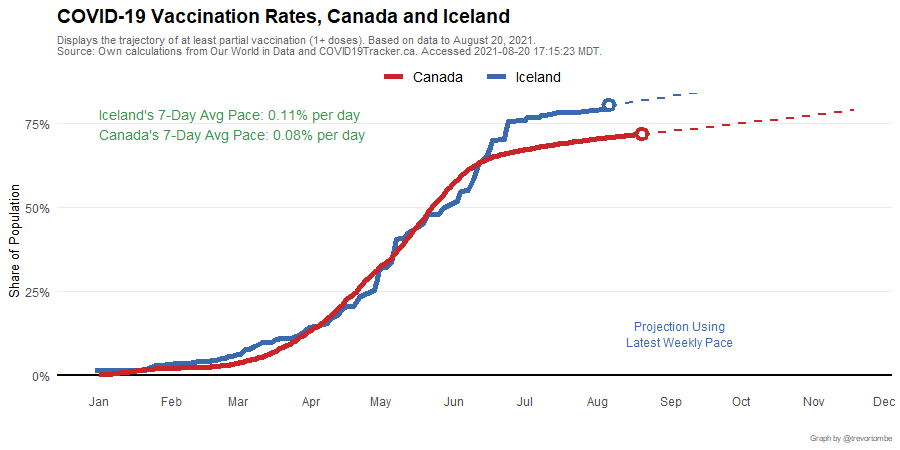 COVID-19 Vaccination Rates, Canada and Iceland
Displays the trajectory of at least partial vaccination (1+ doses). Based on data to August 20, 2021.
Source: Own calculations from Our World in Data and COVID19Tracker.ca. Accessed 2021-08-20 17:15:23 MDT.
Canada Iceland
Iceland's 7-Day Avg Pace: 0.11% per day
Canada's 7-Day Avg Pace: 0.08% per day
75%
50%
25%
0%
Share of Population
Projection Using
Latest Weekly Pace
Jan Feb Mar Apr May Jun Jul Aug Sep Oct Nov Dec
Graph by @trevortombe